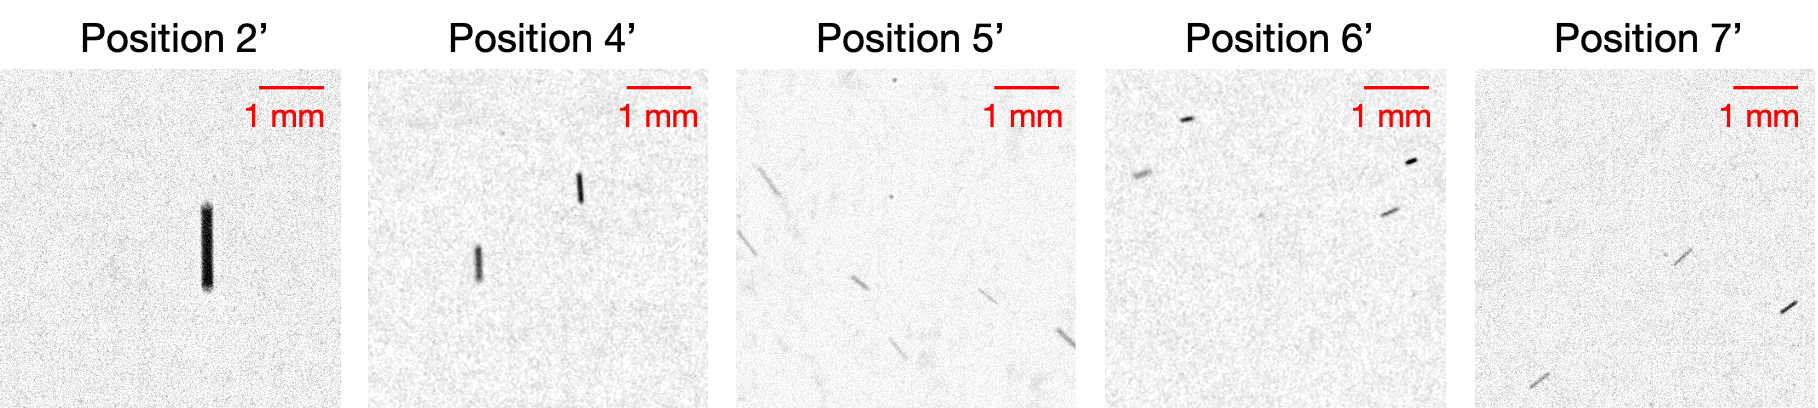 Position 2’
Position 4’
Position 5’
Position 6’
Position 7’
1 mm
1 mm
1 mm
1 mm
1 mm